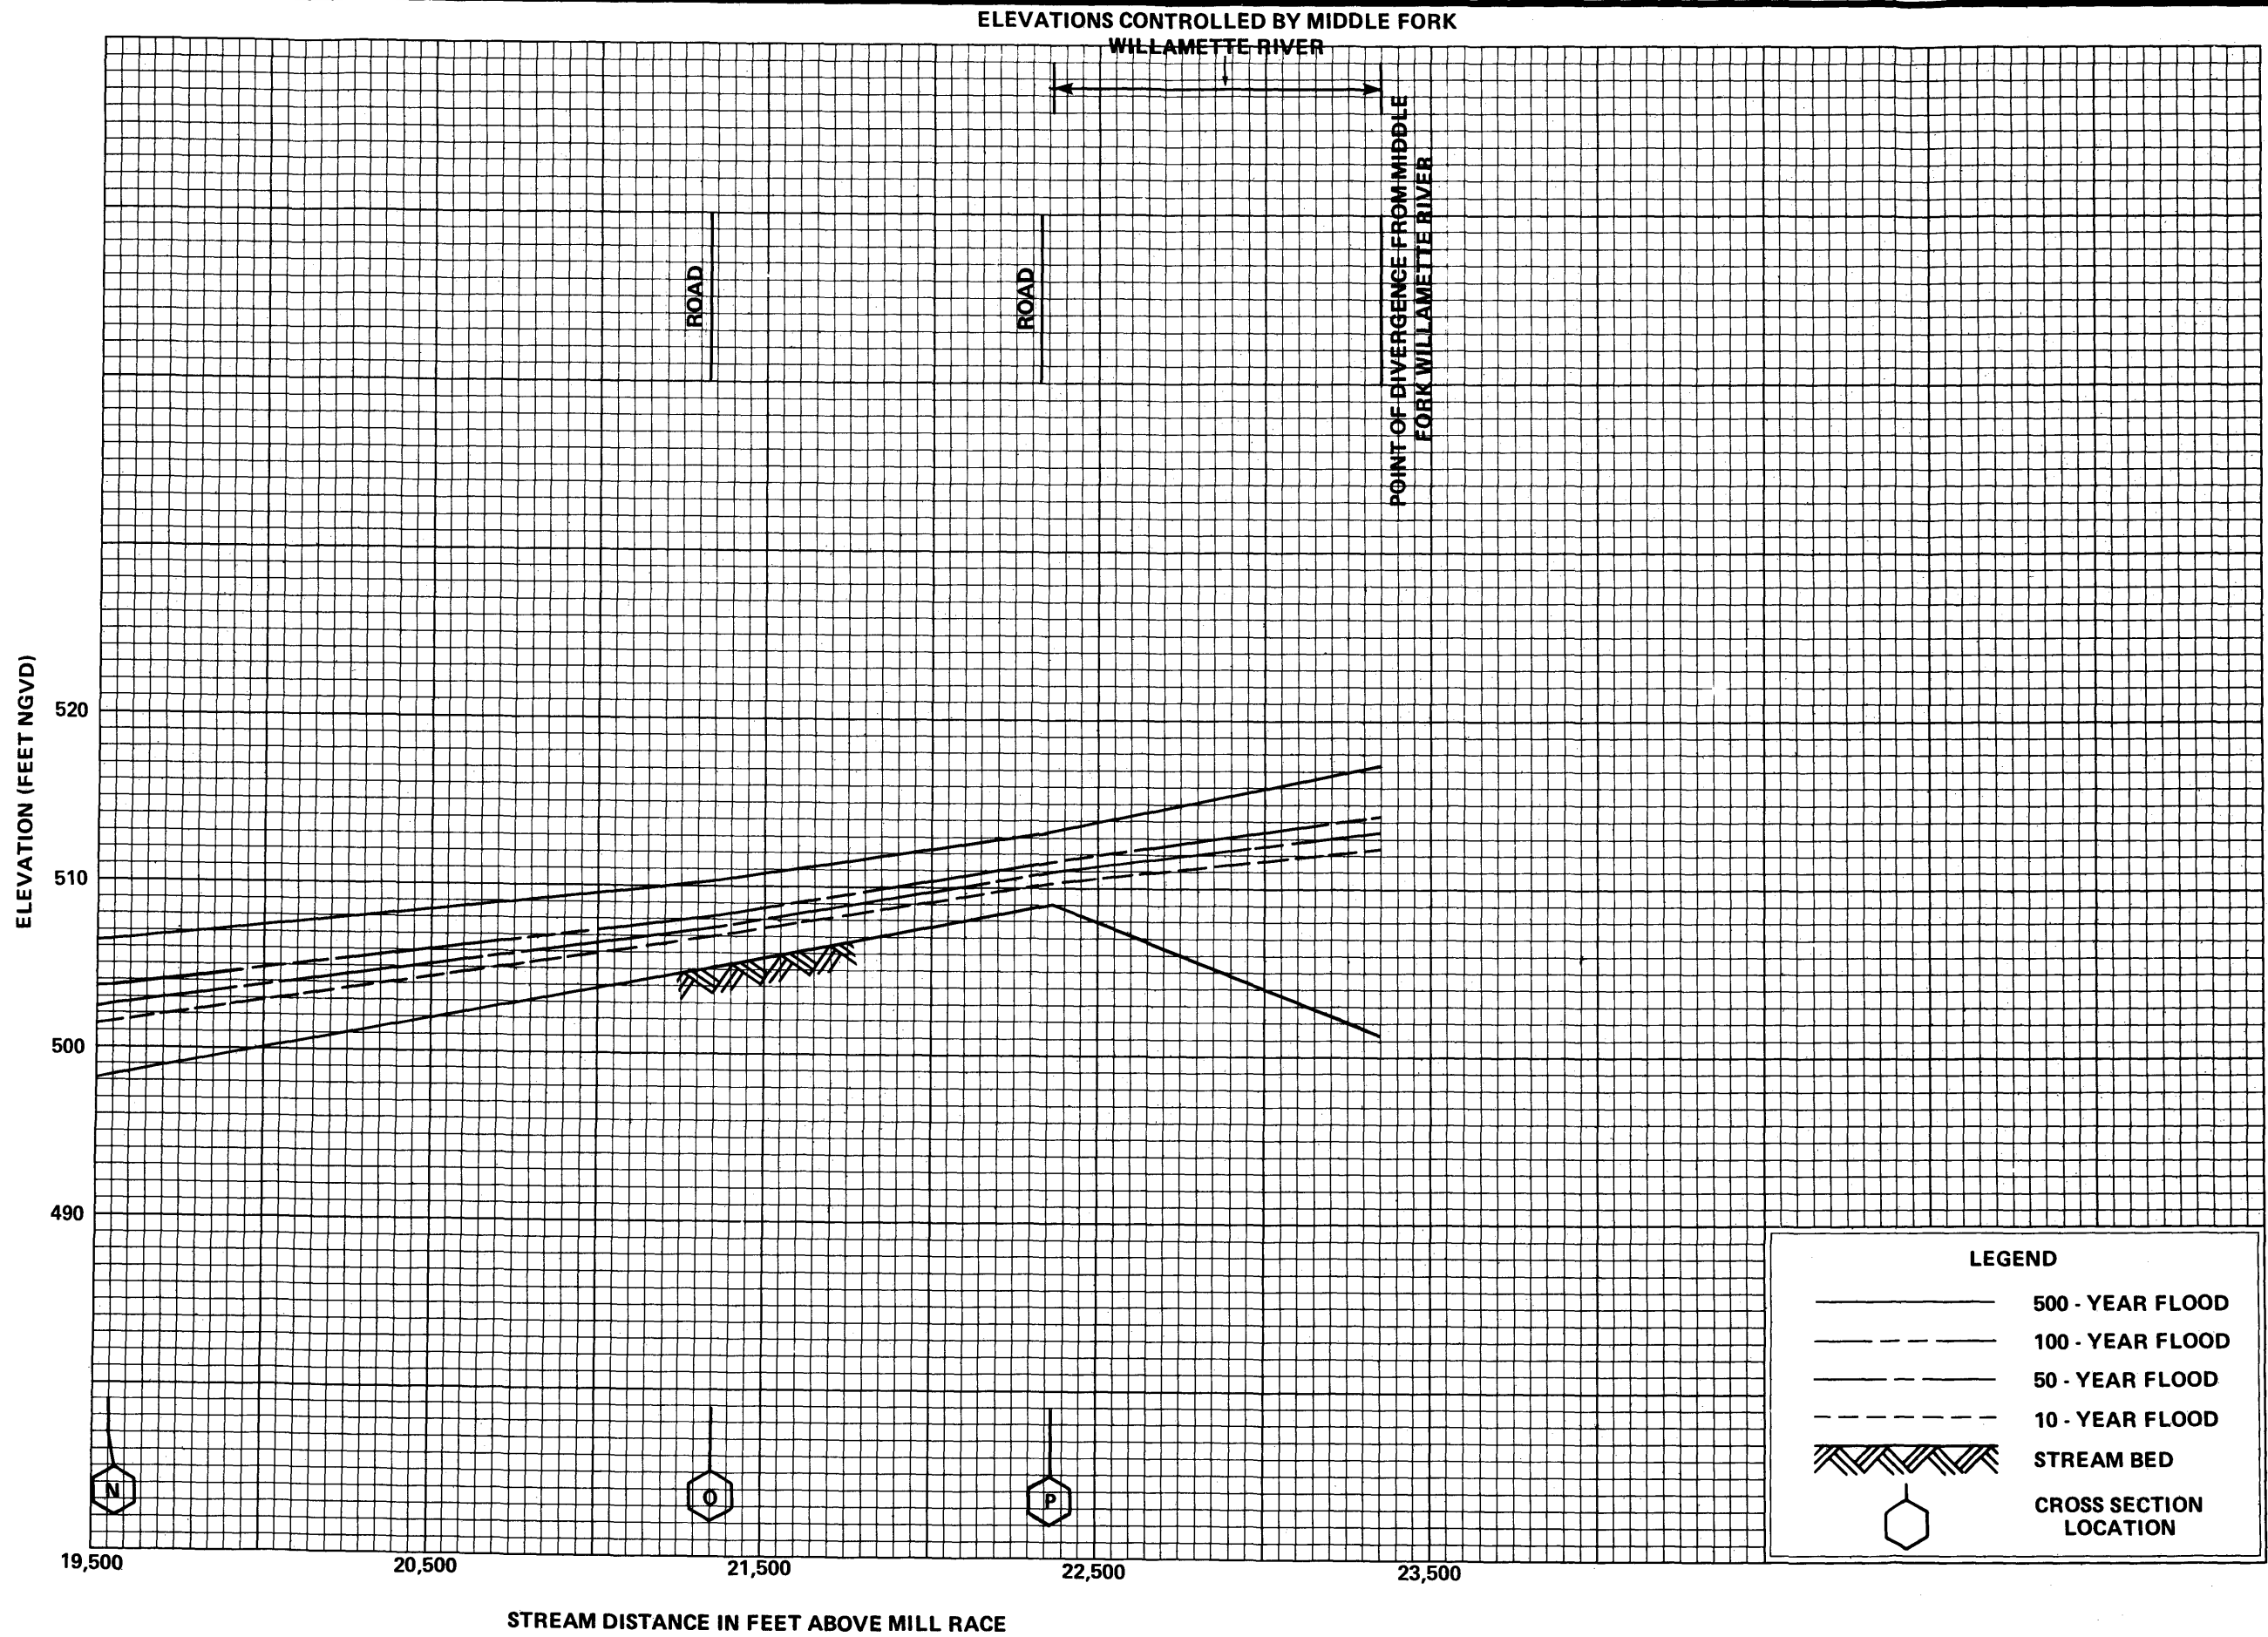 ELEVATIONS CONTROLLED BY MIDDLE FORK
WILLAMETTE RIVER
POINT OF DIVERGENCE FROM MIDDLE
FORK WILLAMETTE RIVER
ROAD
ROAD
ELEVATION (FEET NGVD)
520
510
500
490
N
O
P
19,500
20,500
21,500
22,500
23,500
STREAM DISTANCE IN FEET ABOVE MILL RACE
LEGEND
500 - YEAR FLOOD
100 - YEAR FLOOD
50 - YEAR FLOOD
10 - YEAR FLOOD
STREAM BED
CROSS SECTION
LOCATION